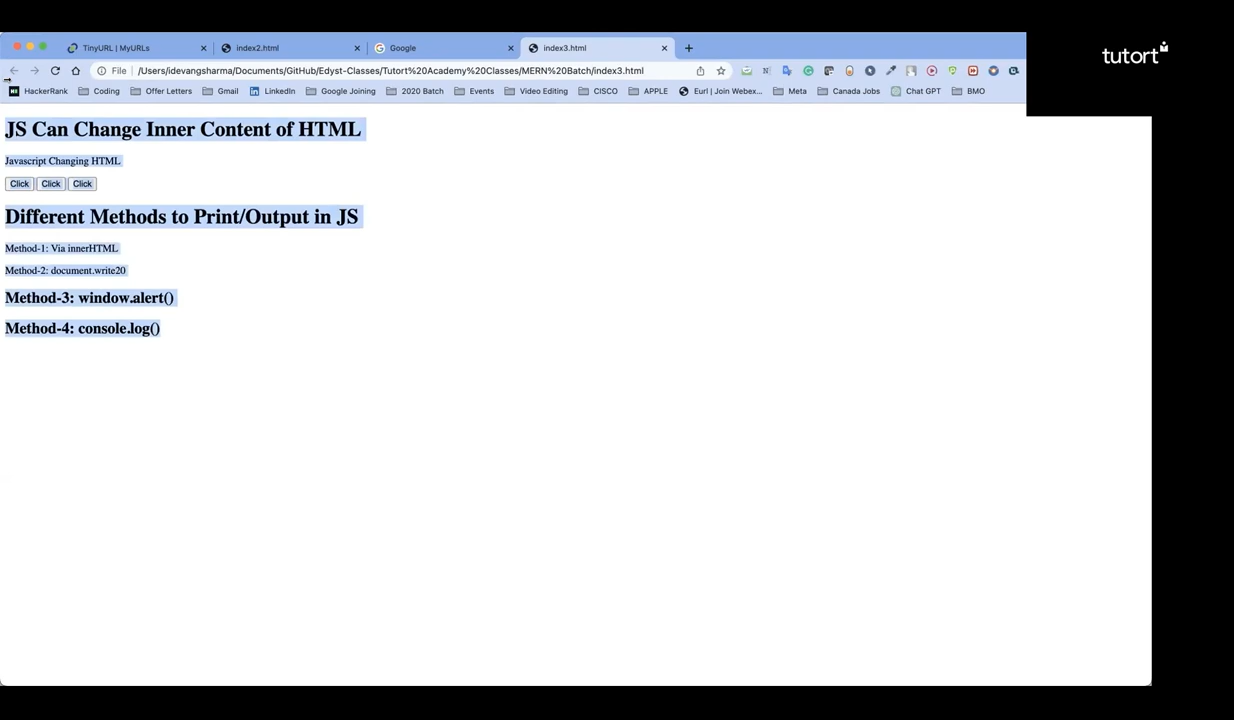 tutort
TinyURL | MyURLs
index2.html
Google
index3.html
File /Users/idevangsharma/Documents/GitHub/Edyst-Classes/Tutort%20Academy%20Classes/MERN%20Batch/index3.html
HackerRank Coding Offer Letters Gmail LinkedIn Google Joining 2020 Batch Events Video Editing CISCO APPLE Eurl | Join Webex... Meta Canada Jobs Chat GPT BMO
JS Can Change Inner Content of HTML
Javascript Changing HTML
Click Click Click
Different Methods to Print/Output in JS
Method-1: Via innerHTML
Method-2: document.write20
Method-3: window.alert()
Method-4: console.log()